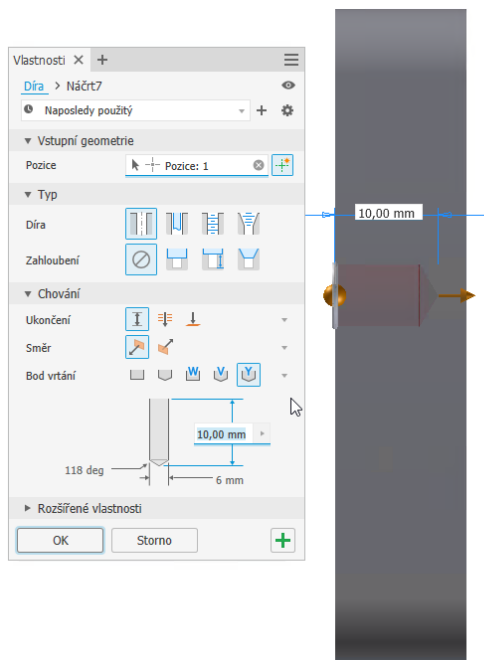 Vlastnosti × +
Díra > Náčrt7
Naposledy použitý
Vstupní geometrie
Pozice
Pozice: 1
Typ
Díra
Zahloubení
Chování
Ukončení
Směr
Bod vrtání
W V Y
10,00 mm
118 deg
6 mm
Rozšířené vlastnosti
OK
Storno
10,00 mm